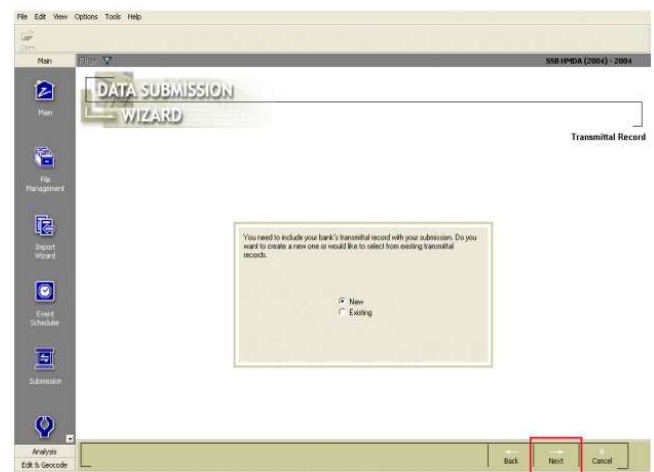 File Edit View Options Tools Help
Open
Main
Filter
SSB HMDA (2004) - 2004
DATA SUBMISSION
WIZARD
Transmittal Record
Main
File
Management
Import
Wizard
Event
Scheduler
Submission
You need to include your bank's transmittal record with your submission. Do you
want to create a new one or would like to select from existing transmittal
records.
New
Existing
Analysis
Edit & Geocode
Back Next Cancel